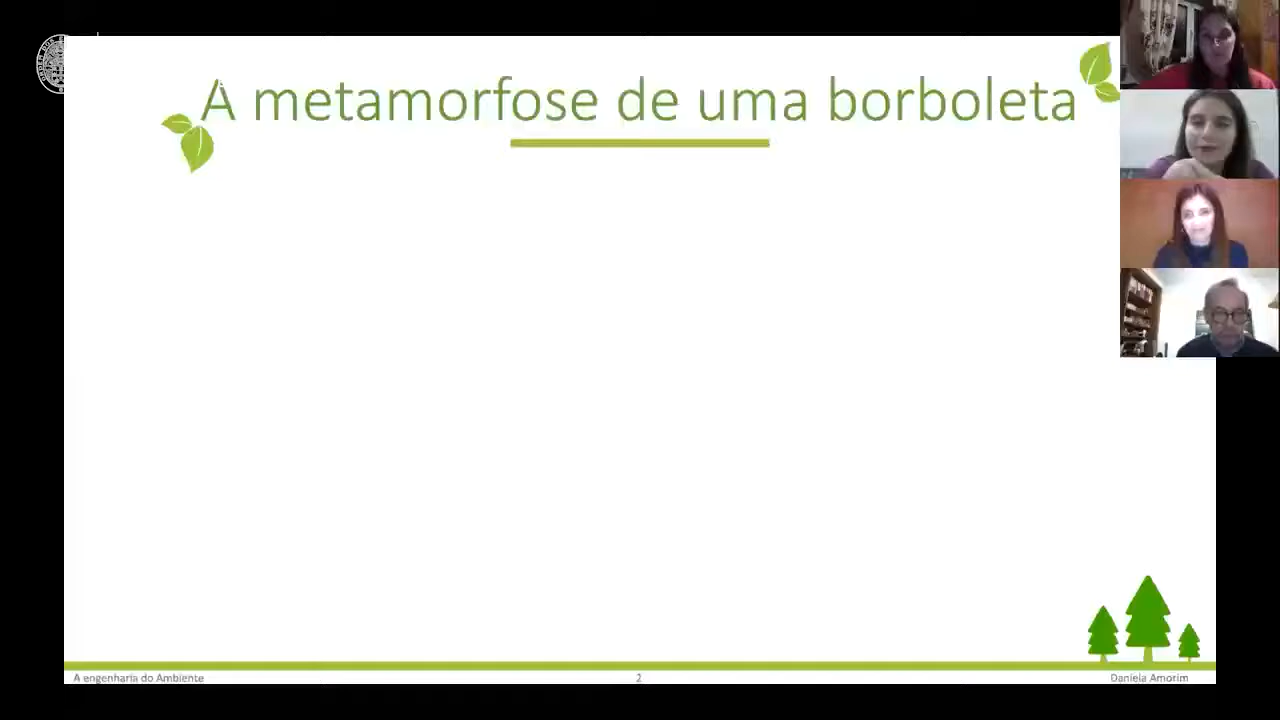 A metamorfose de uma borboleta
A engenharia do Ambiente
2
Daniela Amorim